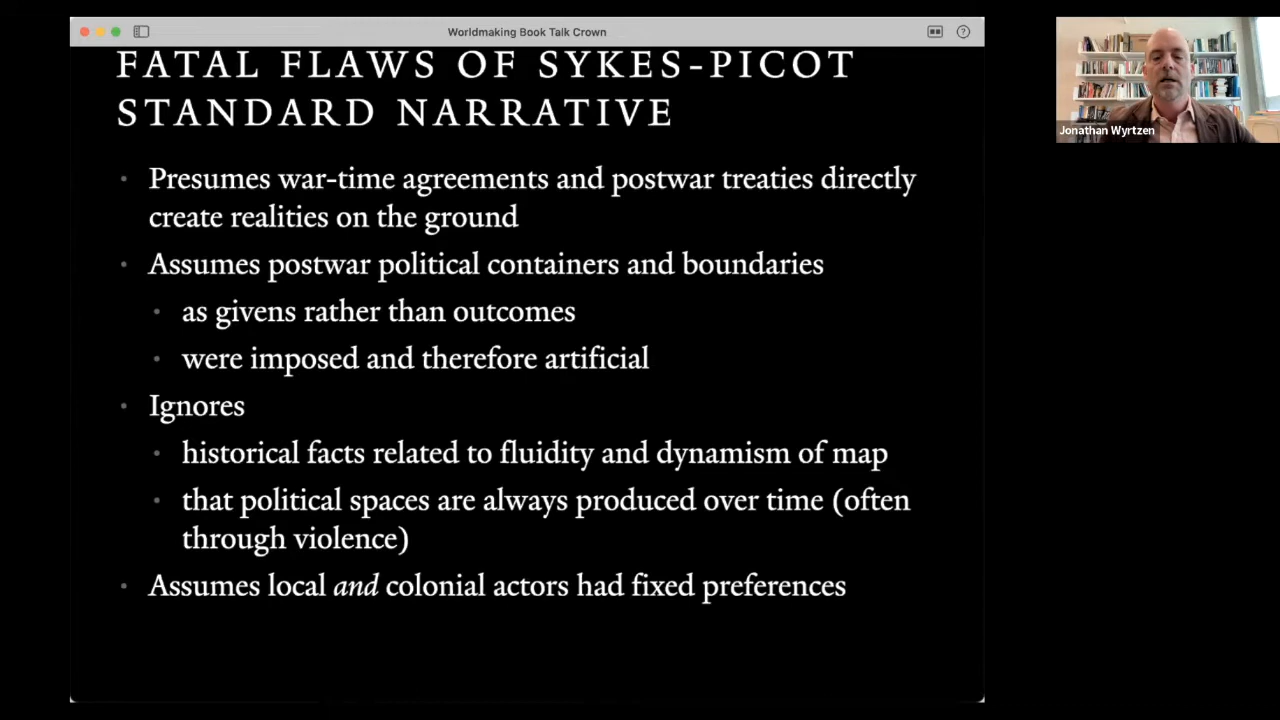 Worldmaking Book Talk Crown
FATAL FLAWS OF SYKES-PICOT
STANDARD NARRATIVE
• Presumes war-time agreements and postwar treaties directly
create realities on the ground
• Assumes postwar political containers and boundaries
• as givens rather than outcomes
• were imposed and therefore artificial
• Ignores
• historical facts related to fluidity and dynamism of map
• that political spaces are always produced over time (often
through violence)
• Assumes local and colonial actors had fixed preferences
Jonathan Wyrtzen